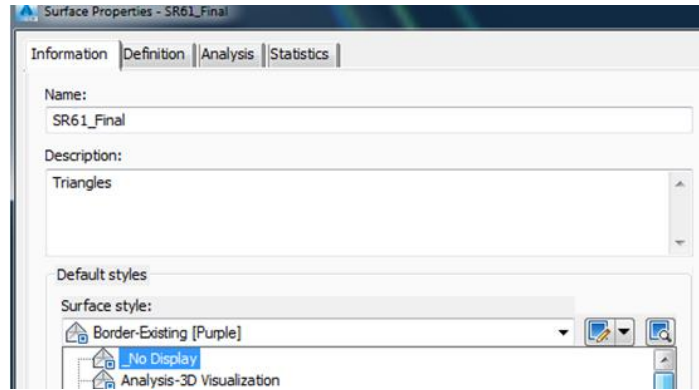 Surface Properties - SR61_Final
Information Definition Analysis Statistics
Name:
SR61_Final
Description:
Triangles
Default styles
Surface style:
Border-Existing [Purple]
_No Display
Analysis-3D Visualization